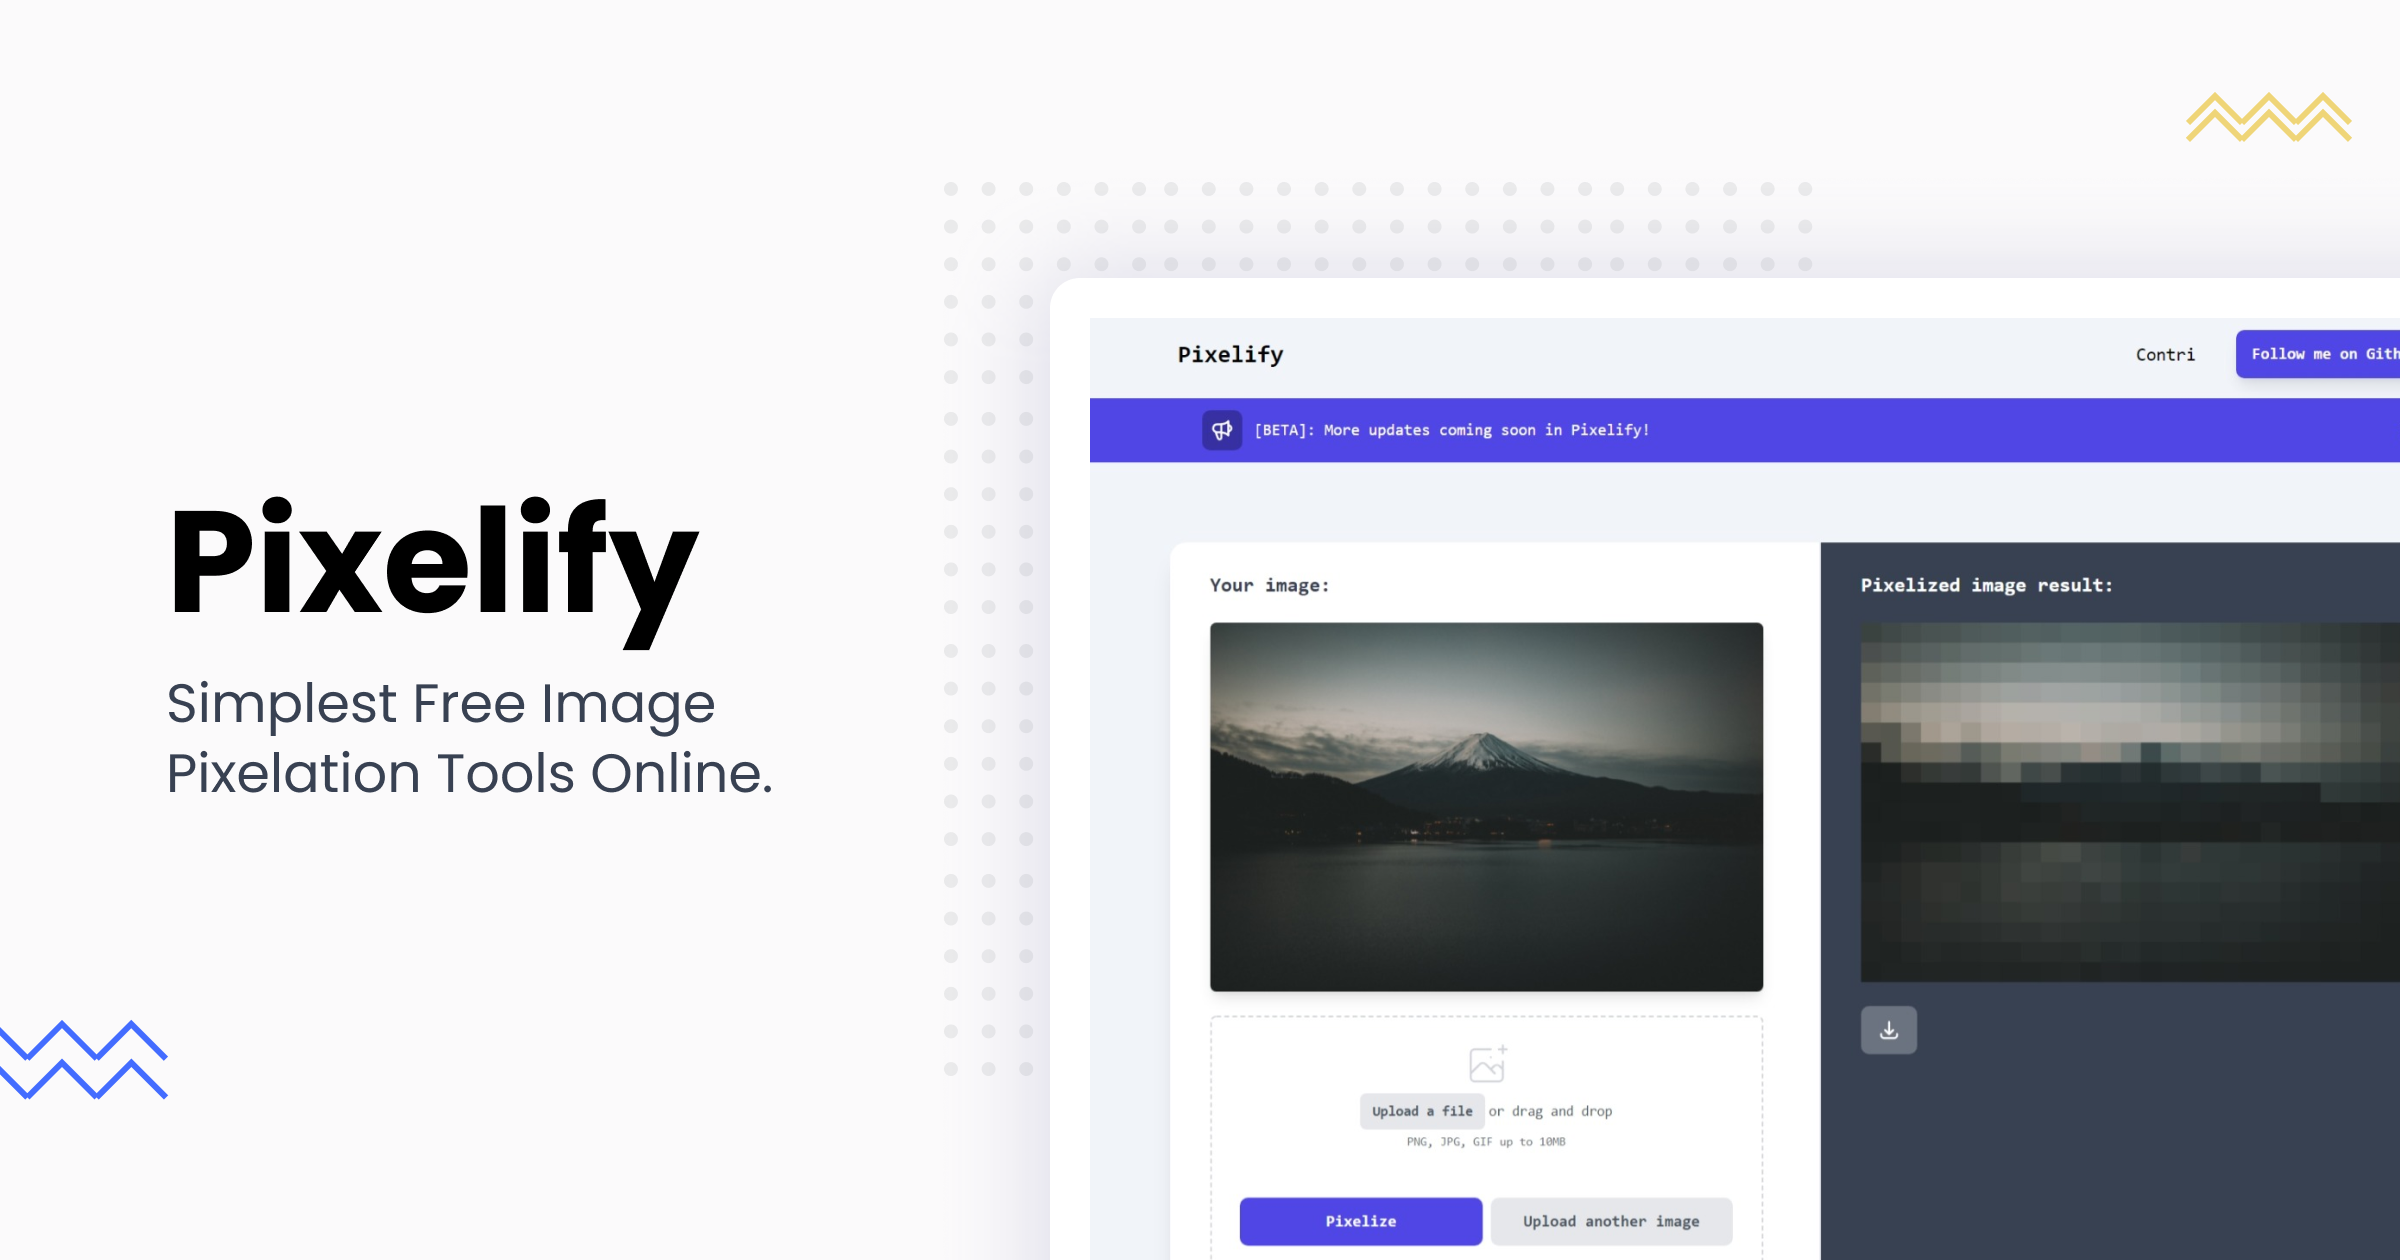 Pixelify
Simplest Free Image
Pixelation Tools Online.
Pixelify
Contri
Follow me on Gith
[BETA]: More updates coming soon in Pixelify!
Your image:
Pixelized image result:
Upload a file or drag and drop
PNG, JPG, GIF up to 10MB
Pixelize
Upload another image